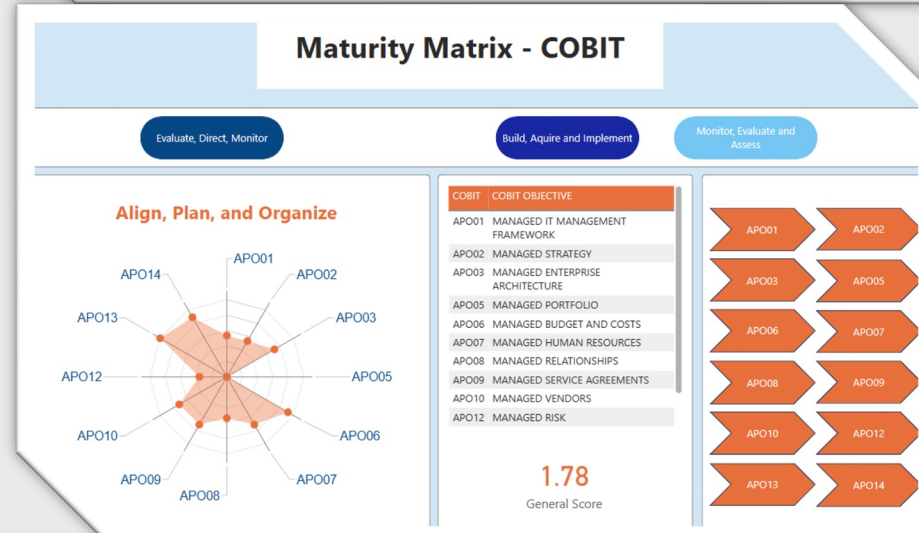 Maturity Matrix - COBIT
Evaluate, Direct, Monitor
Build, Aquire and Implement
Monitor, Evaluate and
Assess
Align, Plan, and Organize
APO01
APO02
APO03
APO05
APO06
APO07
APO08
APO09
APO10
APO12
APO13
APO14
COBIT COBIT OBJECTIVE
APO01 MANAGED IT MANAGEMENT
FRAMEWORK
APO02 MANAGED STRATEGY
APO03 MANAGED ENTERPRISE
ARCHITECTURE
APO05 MANAGED PORTFOLIO
APO06 MANAGED BUDGET AND COSTS
APO07 MANAGED HUMAN RESOURCES
APO08 MANAGED RELATIONSHIPS
APO09 MANAGED SERVICE AGREEMENTS
APO10 MANAGED VENDORS
APO12 MANAGED RISK
1.78
General Score
APO01 APO02
APO03 APO05
APO06 APO07
APO08 APO09
APO10 APO12
APO13 APO14